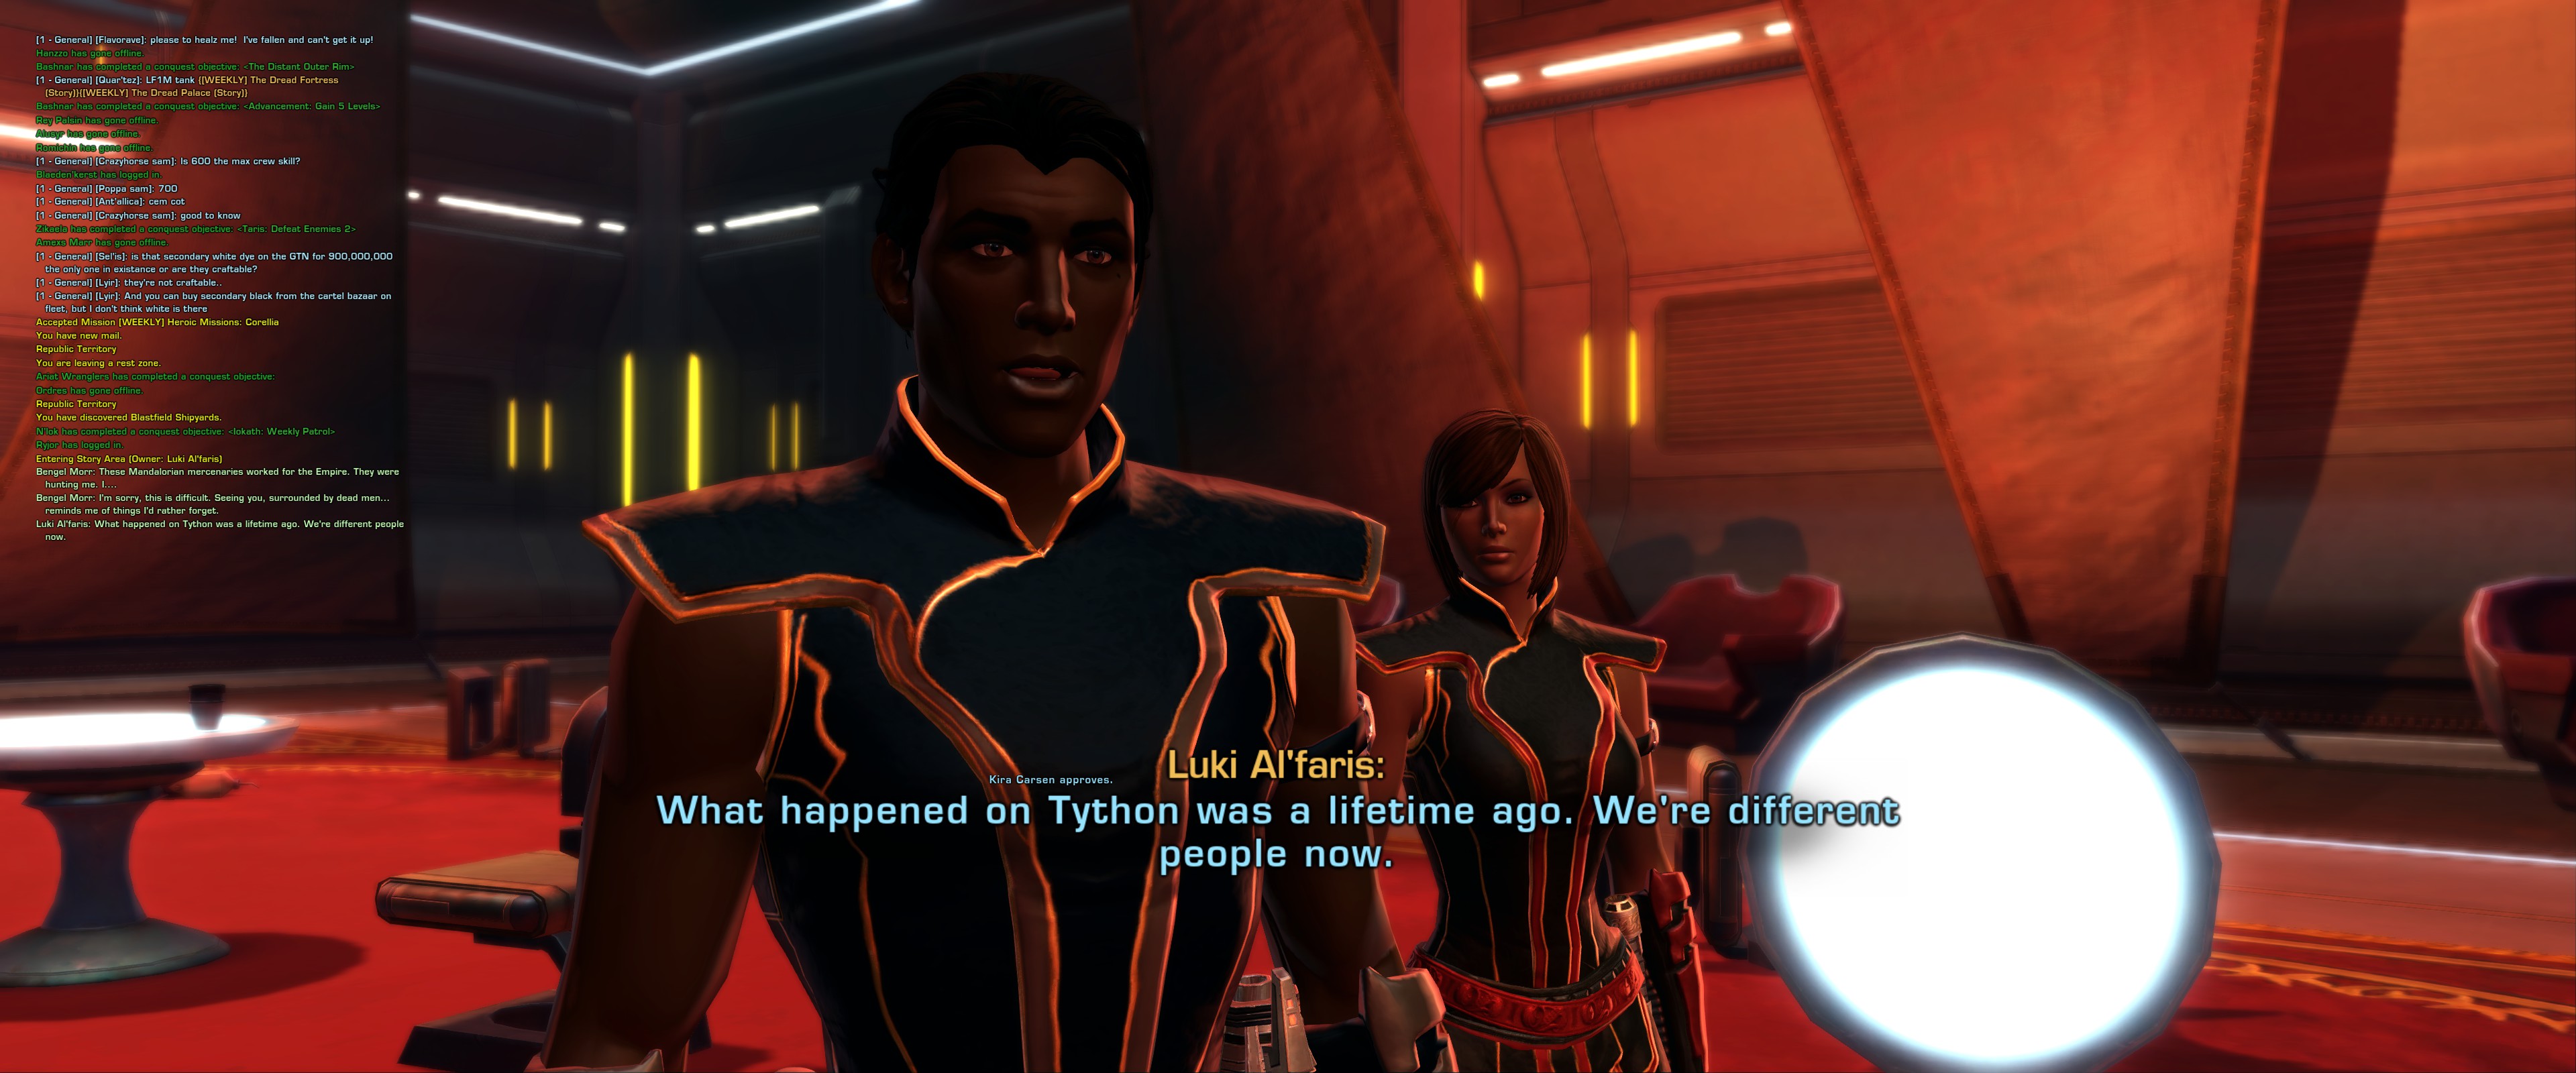 [1 - General] [Flavorave]: please to healz me!  I've fallen and can't get it up!
Hanzzo has gone offline.
Bashnar has completed a conquest objective: <The Distant Outer Rim>
[1 - General] [Quar'tez]: LF1M tank {[WEEKLY] The Dread Fortress
(Story)}{[WEEKLY] The Dread Palace (Story)}
Bashnar has completed a conquest objective: <Advancement: Gain 5 Levels>
Rey Palsin has gone offline.
Alusyr has gone offline.
Romichin has gone offline.
[1 - General] [Crazyhorse sam]: Is 600 the max crew skill?
Blaeden'kerst has logged in.
[1 - General] [Poppa sam]: 700
[1 - General] [Ant'allica]: cem cot
[1 - General] [Crazyhorse sam]: good to know
Zikaela has completed a conquest objective: <Taris: Defeat Enemies 2>
Amexs Marr has gone offline.
[1 - General] [Sel'is]: is that secondary white dye on the GTN for 900,000,000
the only one in existance or are they craftable?
[1 - General] [Lyir]: they're not craftable..
[1 - General] [Lyir]: And you can buy secondary black from the cartel bazaar on
fleet, but I don't think white is there
Accepted Mission [WEEKLY] Heroic Missions: Corellia
You have new mail.
Republic Territory
You are leaving a rest zone.
Ariat Wranglers has completed a conquest objective:
Ordres has gone offline.
Republic Territory
You have discovered Blastfield Shipyards.
N'lok has completed a conquest objective: <Iokath: Weekly Patrol>
Ryior has logged in.
Entering Story Area (Owner: Luki Al'faris)
Bengel Morr: These Mandalorian mercenaries worked for the Empire. They were
hunting me. I....
Bengel Morr: I'm sorry, this is difficult. Seeing you, surrounded by dead men...
reminds me of things I'd rather forget.
Luki Al'faris: What happened on Tython was a lifetime ago. We're different people
now.
Kira Carsen approves.
Luki Al'faris:
What happened on Tython was a lifetime ago. We're different
people now.